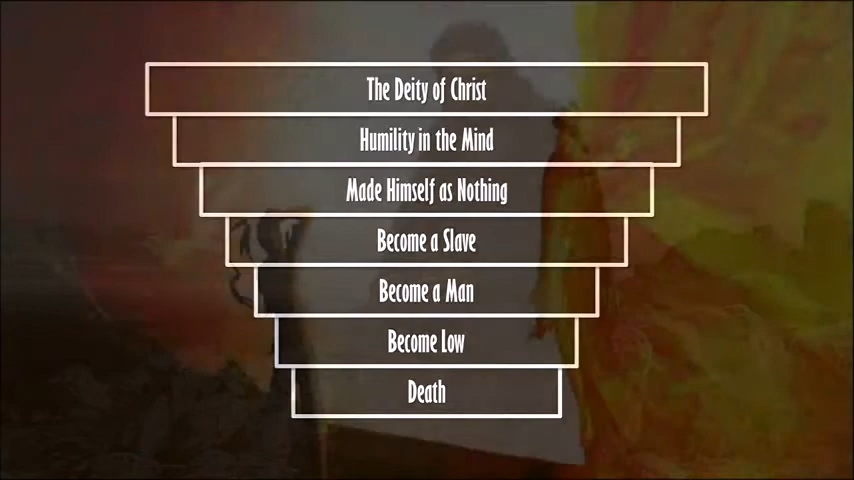 The Deity of Christ
Humility in the Mind
Made Himself as Nothing
Become a Slave
Become a Man
Become Low
Death